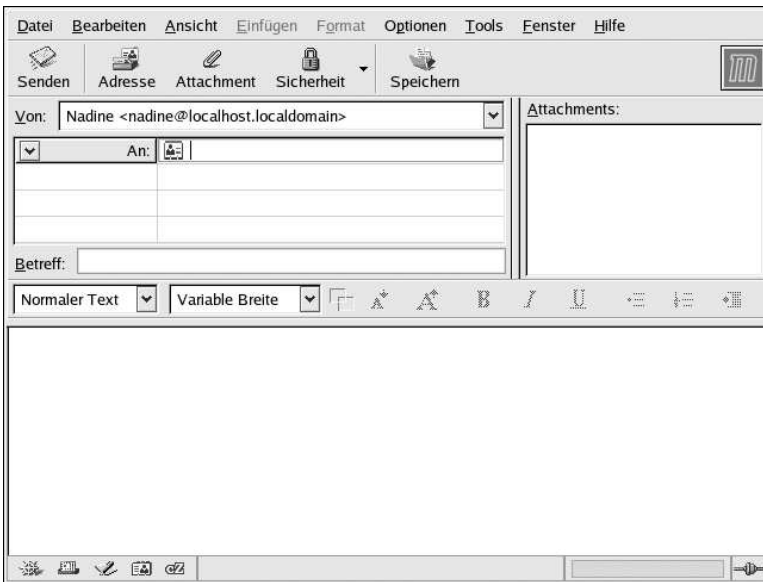 Datei Bearbeiten Ansicht Einfügen Format Optionen Tools Fenster Hilfe
Senden Adresse Attachment Sicherheit Speichern
Von: Nadine <nadine@localhost.localdomain>
Attachments:
An:
Betreff:
Normaler Text Variable Breite B I U